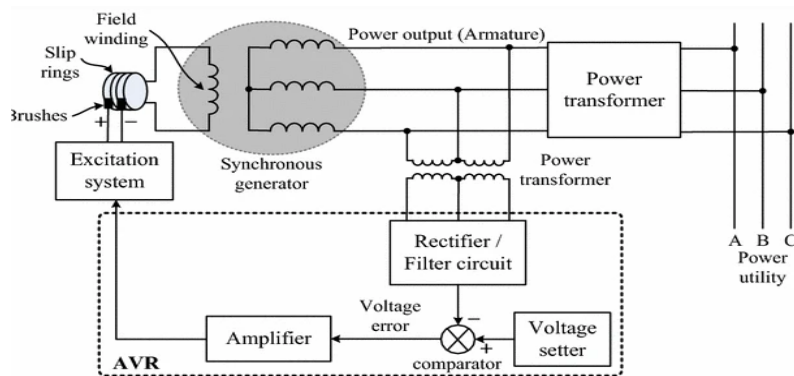 Field
winding
Slip
rings
Brushes
+ −
Excitation
system
Synchronous
generator
Power output (Armature)
Power
transformer
Power
transformer
A B C
Power
utility
Rectifier /
Filter circuit
Voltage
error
−
+
comparator
Voltage
setter
Amplifier
AVR